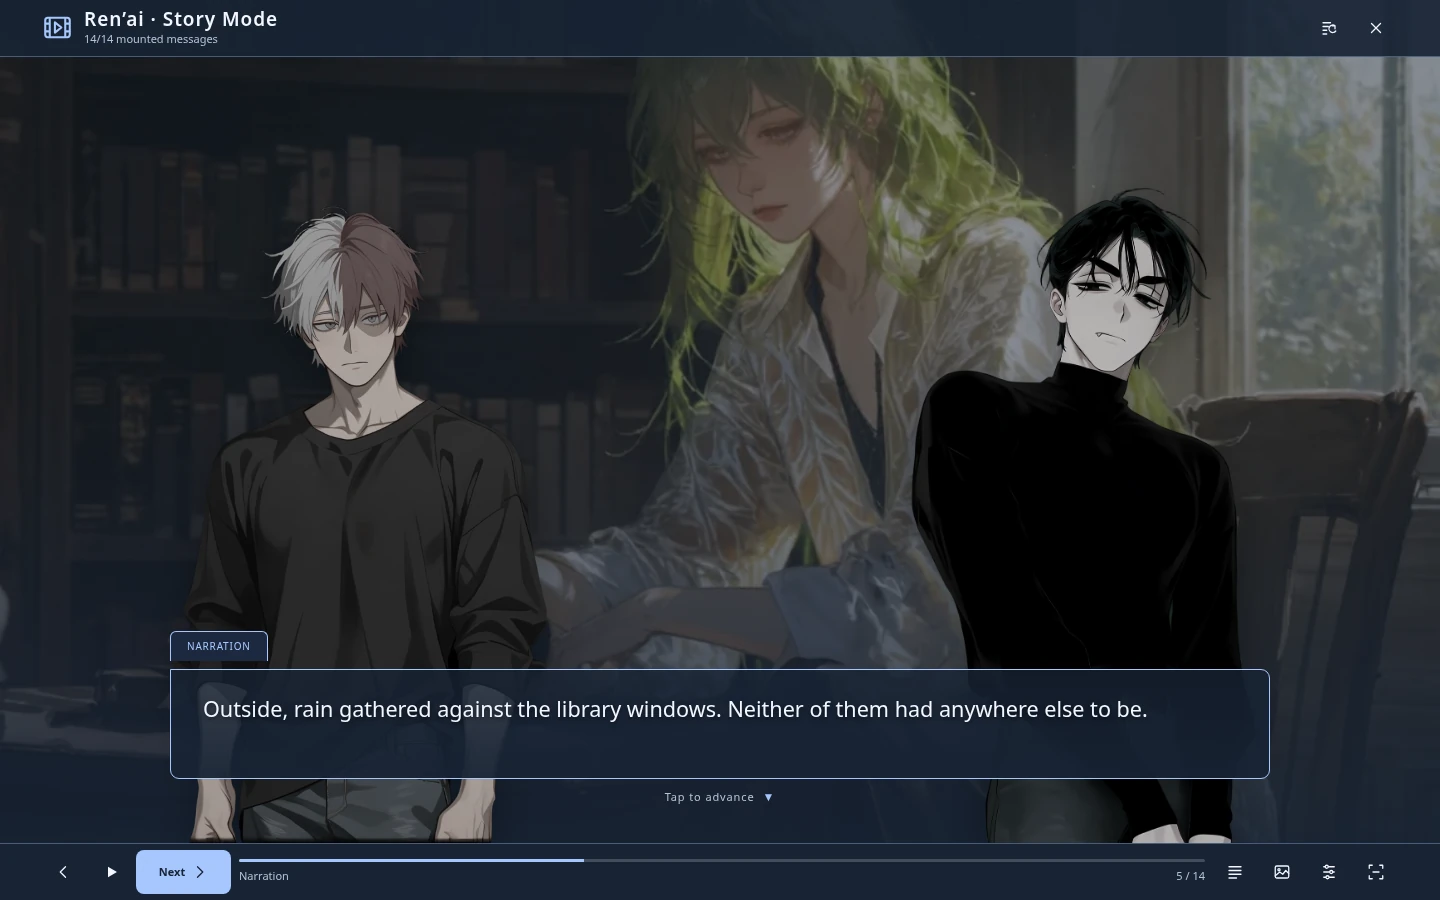 Ren’ai · Story Mode
14/14 mounted messages
NARRATION
Outside, rain gathered against the library windows. Neither of them had anywhere else to be.
Tap to advance ▼
Next
Narration
5 / 14